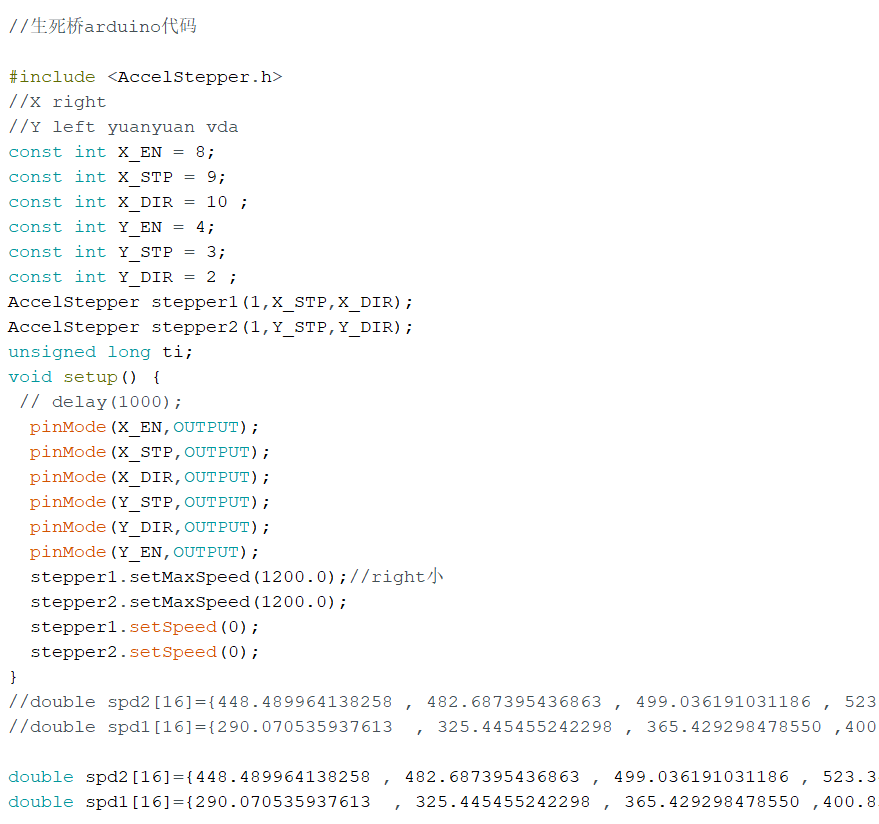 //生死桥arduino代码
#include <AccelStepper.h>
//X right
//Y left yuanyuan vda
const int X_EN = 8;
const int X_STP = 9;
const int X_DIR = 10 ;
const int Y_EN = 4;
const int Y_STP = 3;
const int Y_DIR = 2 ;
AccelStepper stepper1(1,X_STP,X_DIR);
AccelStepper stepper2(1,Y_STP,Y_DIR);
unsigned long ti;
void setup() {
 // delay(1000);
  pinMode(X_EN,OUTPUT);
  pinMode(X_STP,OUTPUT);
  pinMode(X_DIR,OUTPUT);
  pinMode(Y_STP,OUTPUT);
  pinMode(Y_DIR,OUTPUT);
  pinMode(Y_EN,OUTPUT);
  stepper1.setMaxSpeed(1200.0);//right小
  stepper2.setMaxSpeed(1200.0);
  stepper1.setSpeed(0);
  stepper2.setSpeed(0);
}
//double spd2[16]={448.489964138258 , 482.687395436863 , 499.036191031186 , 523
//double spd1[16]={290.070535937613  , 325.445455242298 , 365.429298478550 ,400
double spd2[16]={448.489964138258 , 482.687395436863 , 499.036191031186 , 523.3
double spd1[16]={290.070535937613  , 325.445455242298 , 365.429298478550 ,400.8